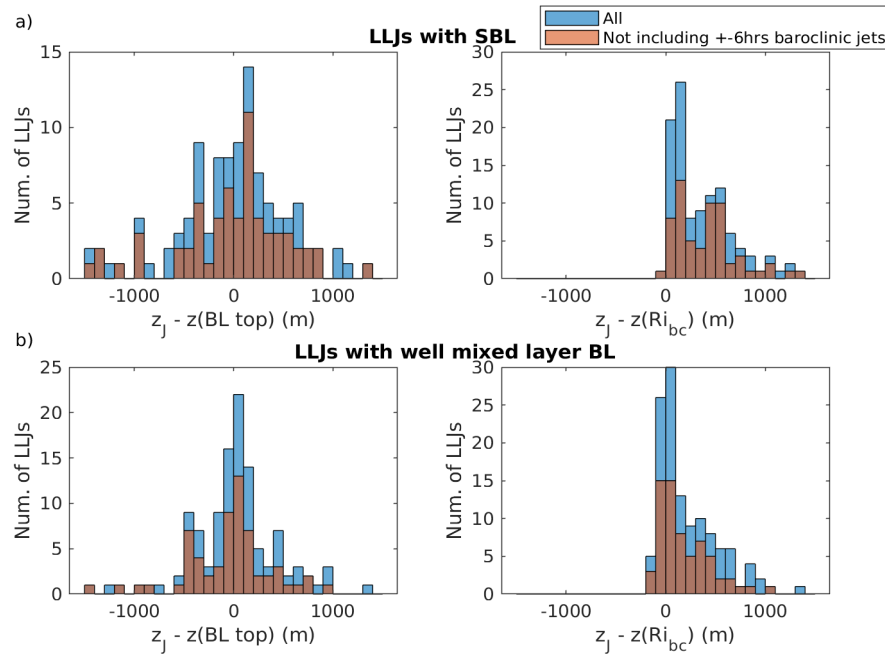 a)
LLJs with SBL
All
Not including +-6hrs baroclinic jets
15
10
5
0
Num. of LLJs
-1000 0 1000
z_J - z(BL top) (m)
30
25
20
15
10
5
0
Num. of LLJs
-1000 0 1000
z_J - z(Ri_bc) (m)
b)
LLJs with well mixed layer BL
25
20
15
10
5
0
Num. of LLJs
-1000 0 1000
z_J - z(BL top) (m)
30
25
20
15
10
5
0
Num. of LLJs
-1000 0 1000
z_J - z(Ri_bc) (m)